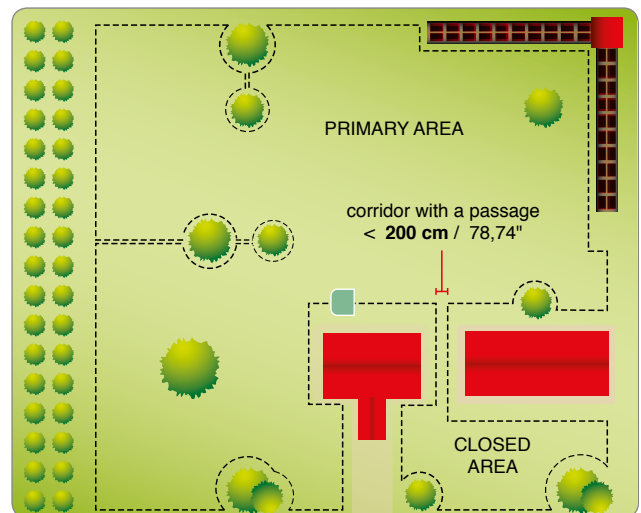 PRIMARY AREA
corridor with a passage
< 200 cm / 78,74"
CLOSED
AREA